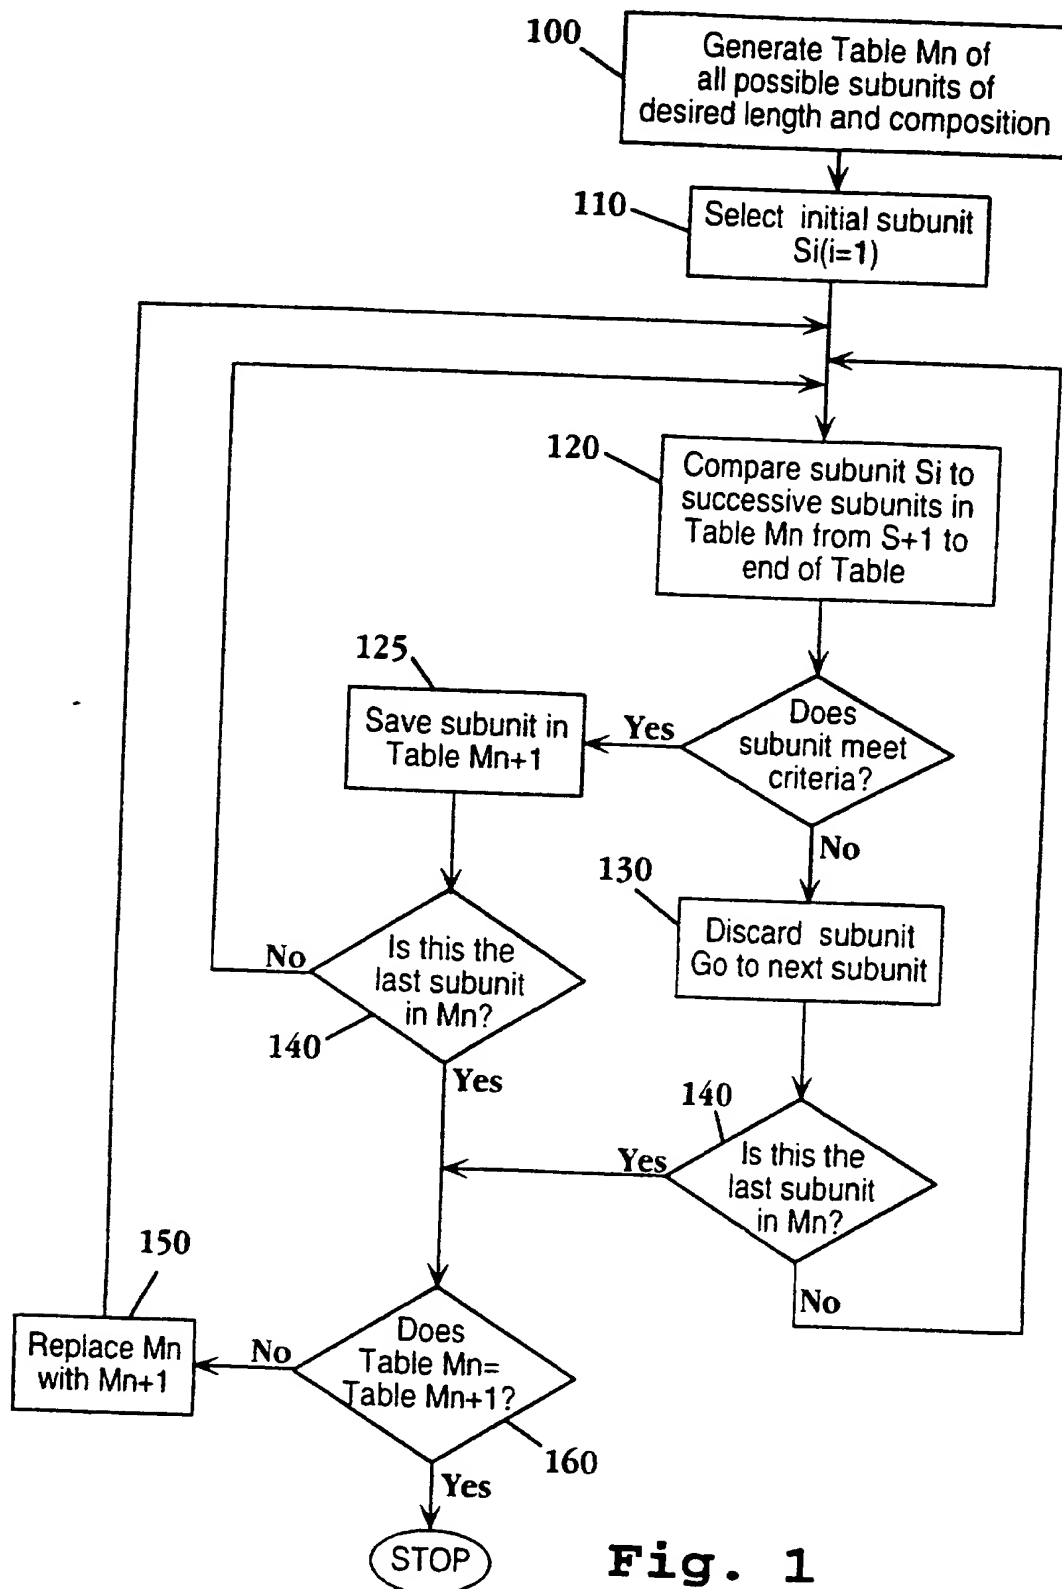 100
Generate Table Mn of
all possible subunits of
desired length and composition
110
Select initial subunit
Si(i=1)
120
Compare subunit Si to
successive subunits in
Table Mn from S+1 to
end of Table
125
Save subunit in
Table Mn+1
Yes
Does
subunit meet
criteria?
No
130
Discard subunit
Go to next subunit
No
Is this the
last subunit
in Mn?
140
Yes
140
Yes
Is this the
last subunit
in Mn?
No
150
Replace Mn
with Mn+1
No
Does
Table Mn=
Table Mn+1?
160
Yes
STOP
Fig. 1